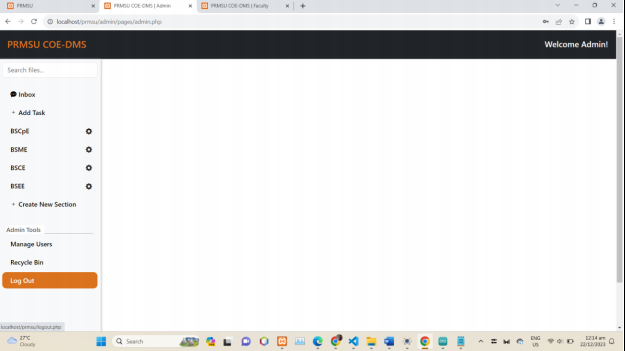 PRMSU
PRMSU COE-DMS | Admin
PRMSU COE-DMS | Faculty
localhost/prmsu/admin/pages/admin.php
PRMSU COE-DMS
Welcome Admin!
Search files...
Inbox
+ Add Task
BSCpE
BSME
BSCE
BSEE
+ Create New Section
Admin Tools
Manage Users
Recycle Bin
Log Out
localhost/prmsu/logout.php
27°C
Cloudy
Search
ENG
US
12:14 am
22/12/2023